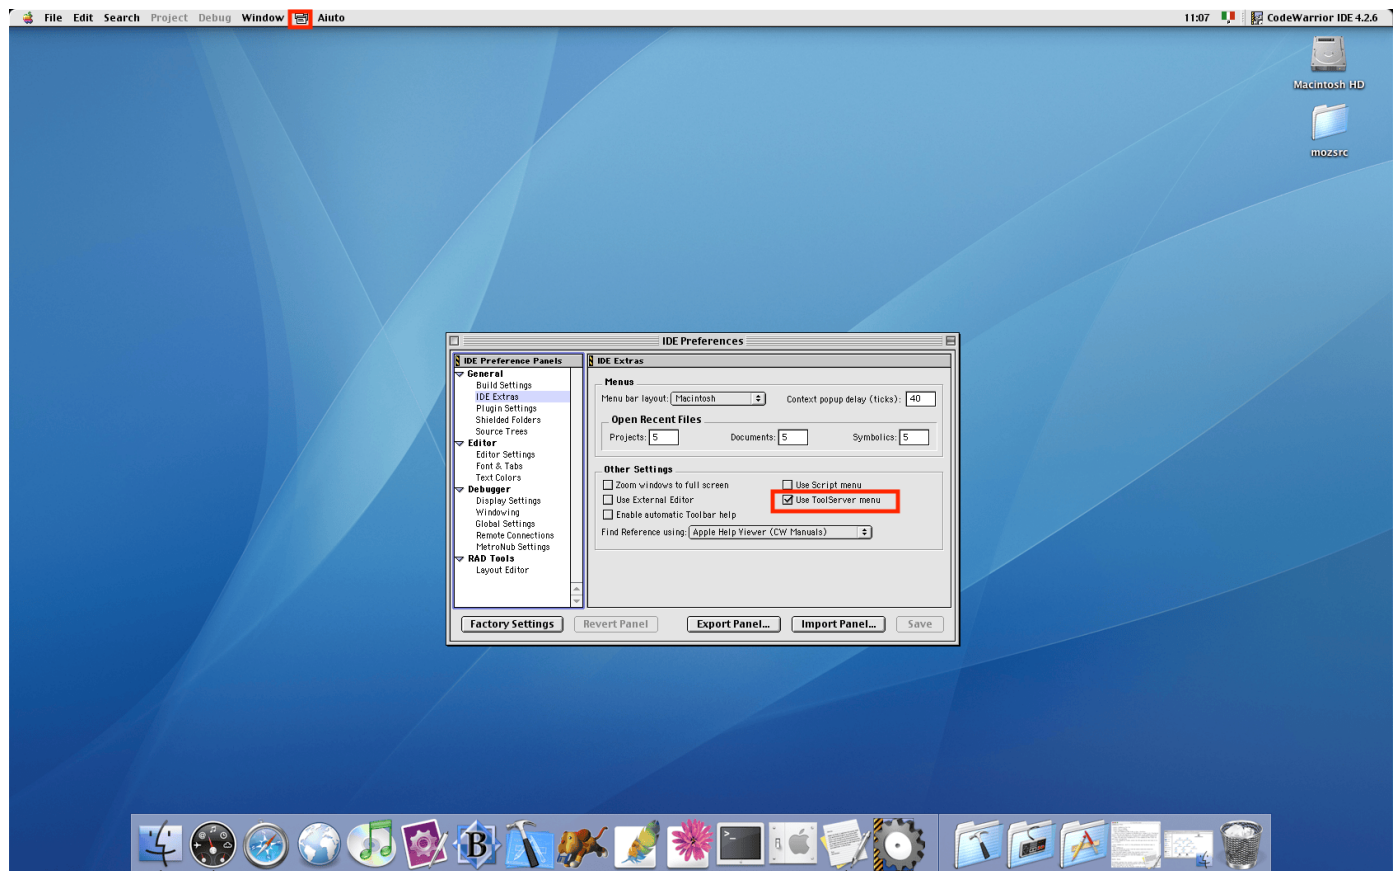 File Edit Search Project Debug Window Aiuto 11:07 CodeWarrior IDE 4.2.6
Macintosh HD
mozsrc
IDE Preferences
IDE Preference Panels
General
Build Settings
IDE Extras
Plugin Settings
Shielded Folders
Source Trees
Editor
Editor Settings
Font & Tabs
Text Colors
Debugger
Display Settings
Windowing
Global Settings
Remote Connections
MetroNub Settings
RAD Tools
Layout Editor
IDE Extras
Menus
Menu bar layout: Macintosh Context popup delay (ticks): 40
Open Recent Files
Projects: 5 Documents: 5 Symbolics: 5
Other Settings
Zoom windows to full screen Use Script menu
Use External Editor Use ToolServer menu
Enable automatic Toolbar help
Find Reference using: Apple Help Viewer (CW Manuals)
Factory Settings Revert Panel Export Panel... Import Panel... Save